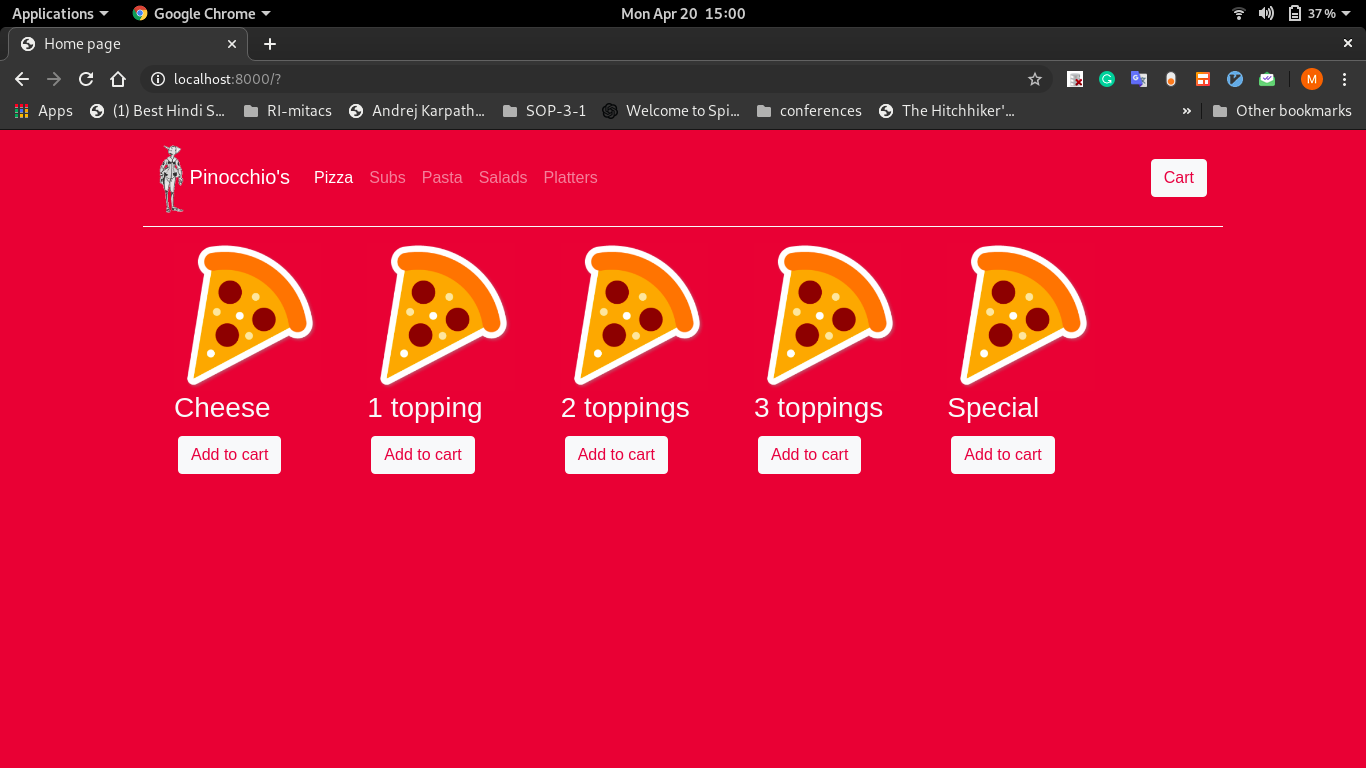 Applications Google Chrome Mon Apr 20 15:00 37%
Home page
localhost:8000/? M
Apps (1) Best Hindi S... RI-mitacs Andrej Karpath... SOP-3-1 Welcome to Spi... conferences The Hitchhiker'... » Other bookmarks
Pinocchio's Pizza Subs Pasta Salads Platters Cart
Cheese 1 topping 2 toppings 3 toppings Special
Add to cart Add to cart Add to cart Add to cart Add to cart